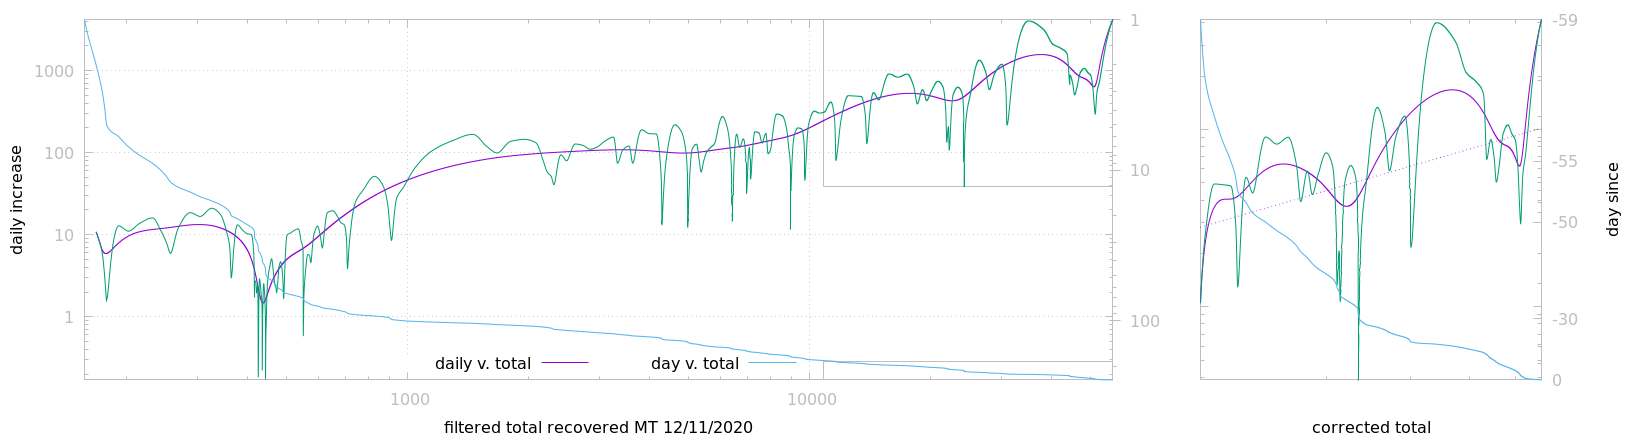 1
-59
1000
daily increase
100
10
1
10
100
-55
-50
-30
0
day since
daily v. total
day v. total
1000
10000
filtered total recovered MT 12/11/2020
corrected total